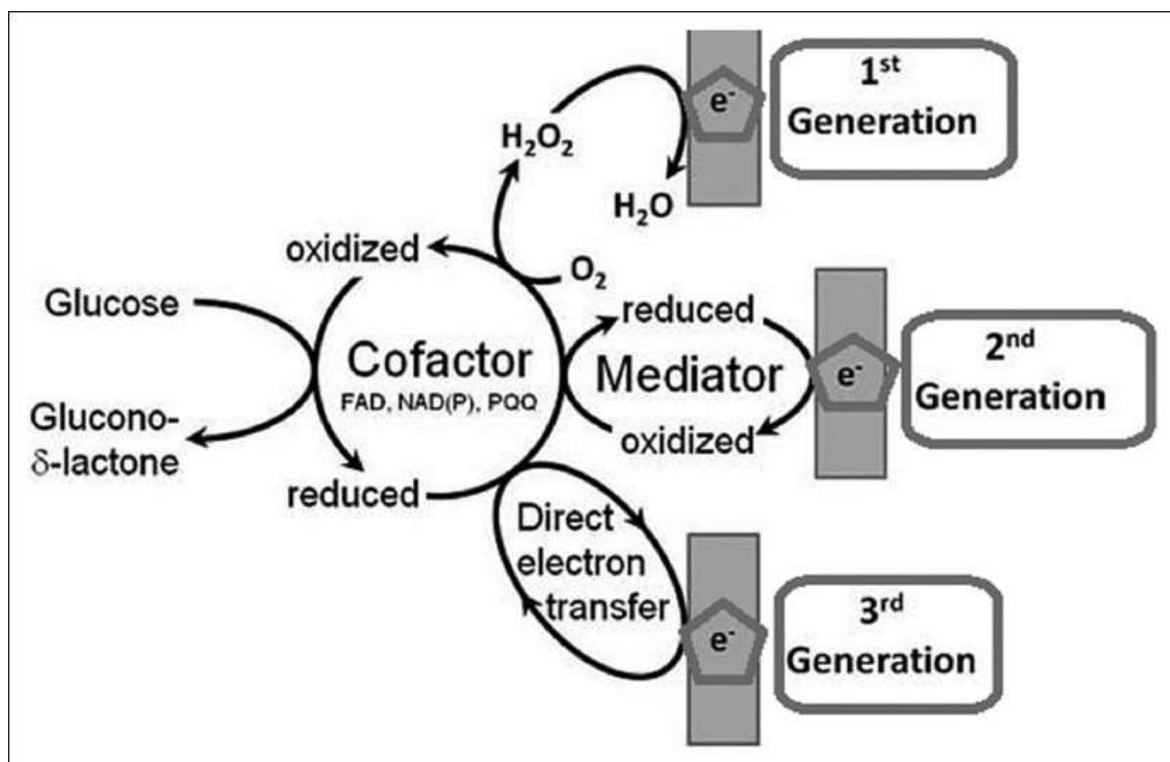 1st
Generation
e-
H2O2
H2O
oxidized
O2
Glucose
reduced
2nd
Generation
Cofactor
Mediator
e-
FAD, NAD(P), PQQ
Glucono-
δ-lactone
oxidized
reduced
Direct
electron
transfer
3rd
Generation
e-